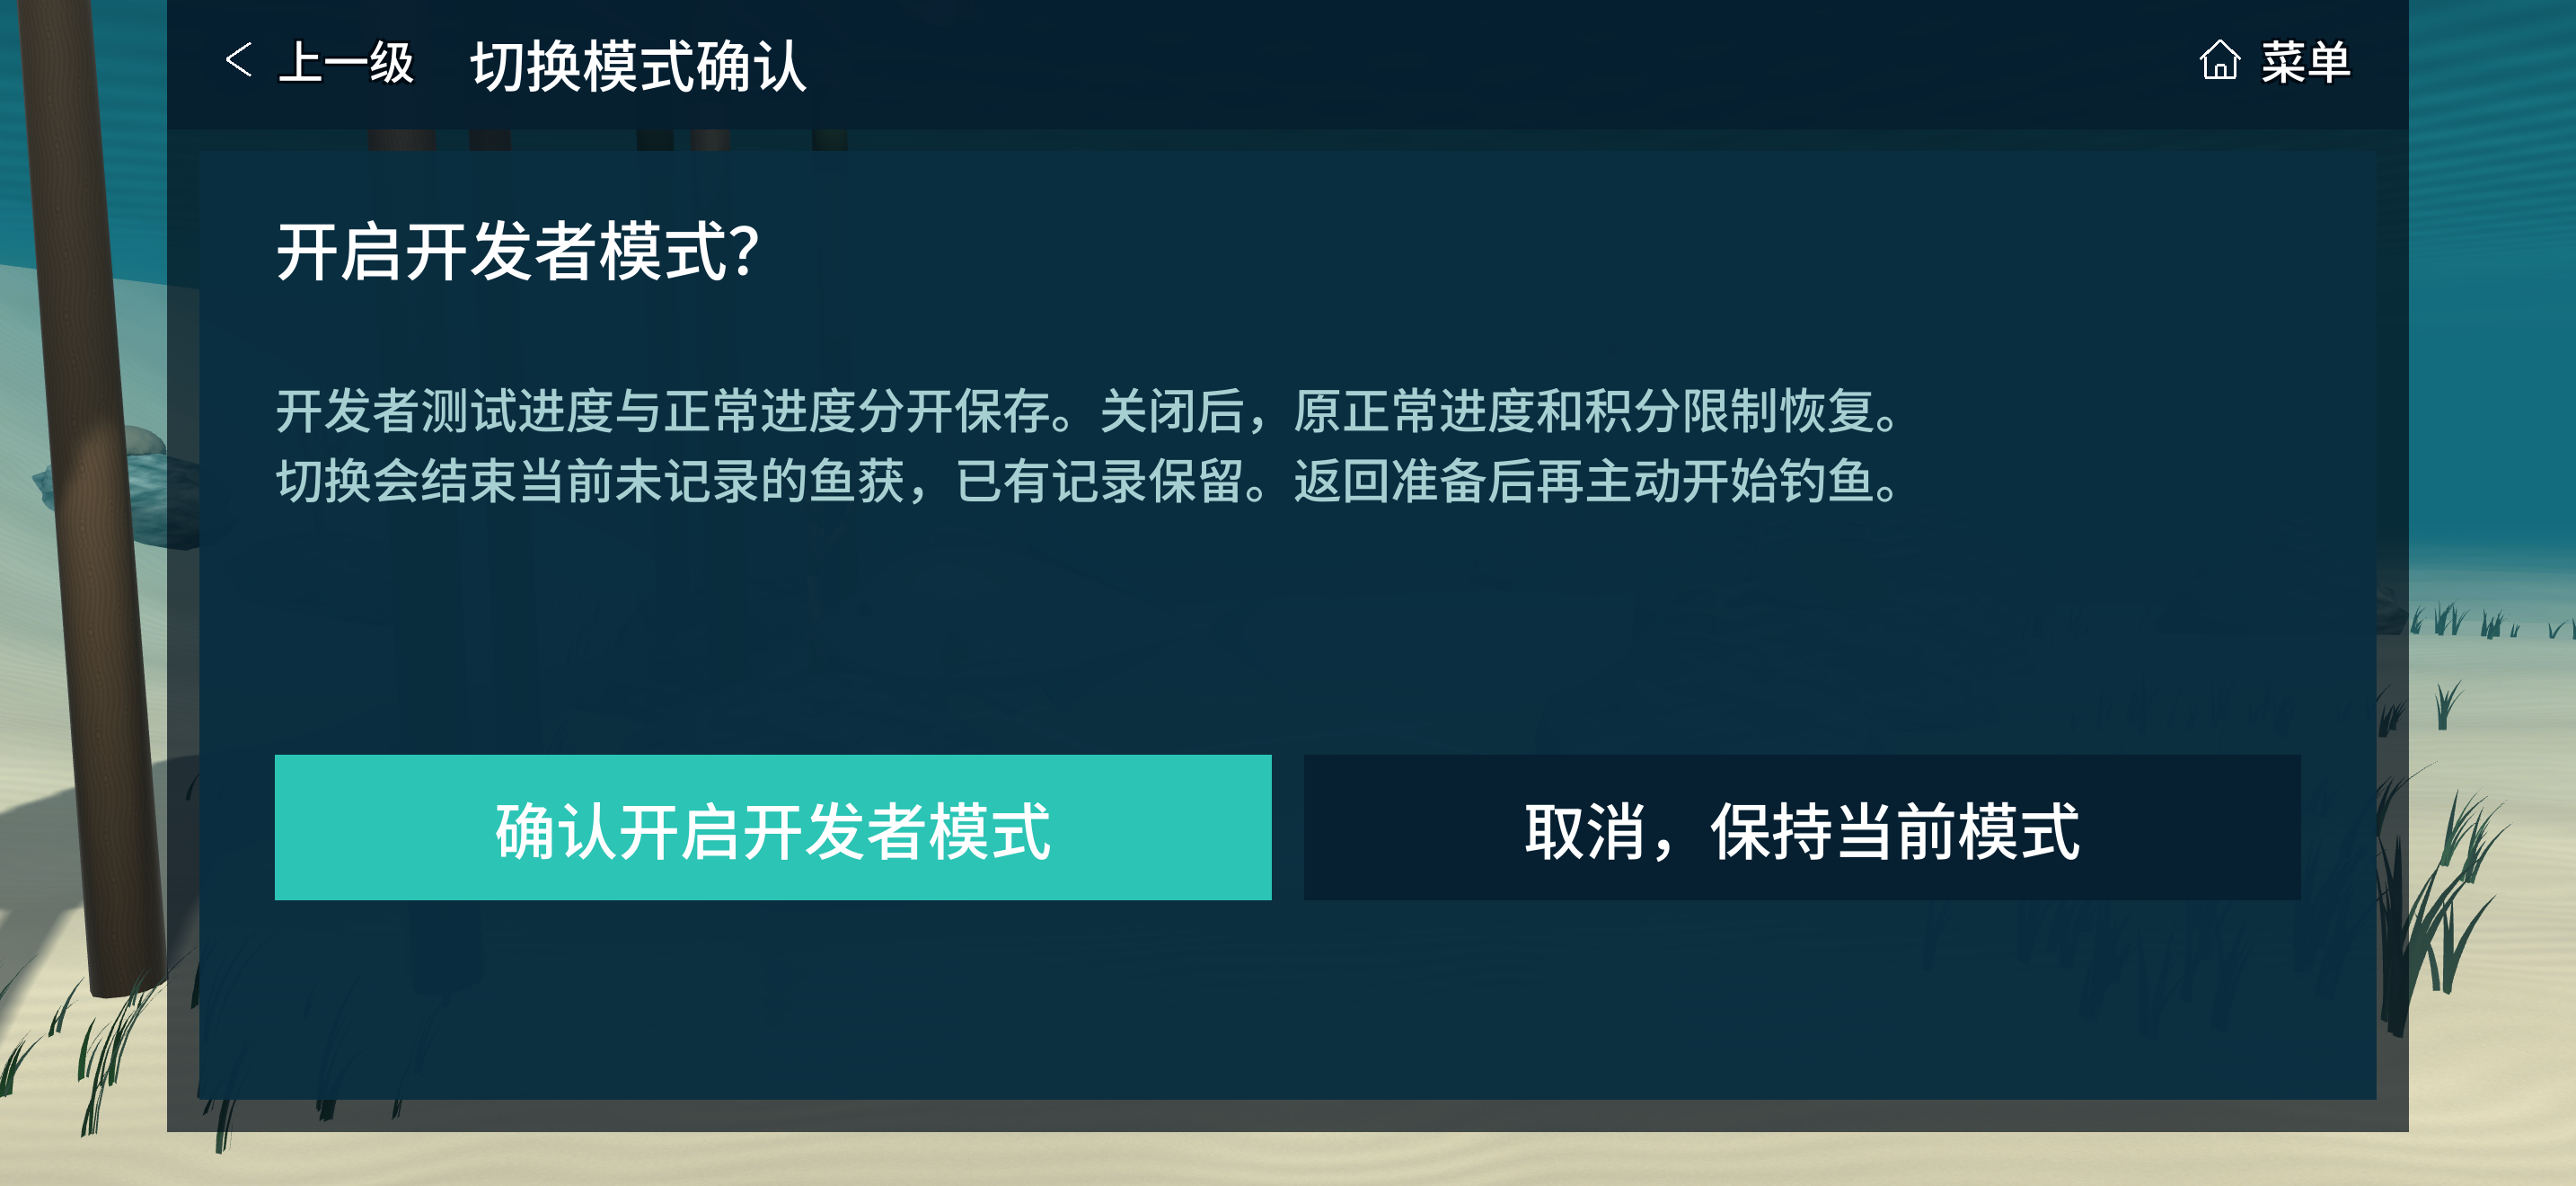 上一级
切换模式确认
菜单
开启开发者模式？
开发者测试进度与正常进度分开保存。关闭后，原正常进度和积分限制恢复。
切换会结束当前未记录的鱼获，已有记录保留。返回准备后再主动开始钓鱼。
确认开启开发者模式
取消，保持当前模式